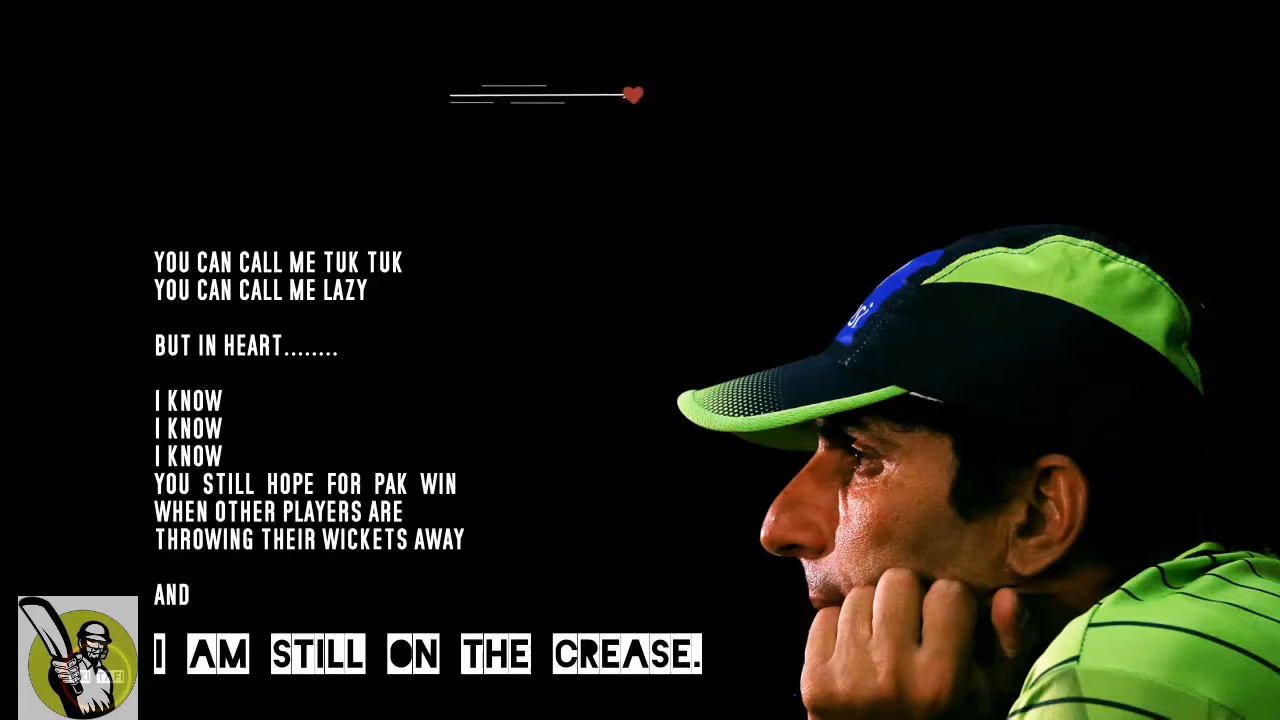 YOU CAN CALL ME TUK TUK
YOU CAN CALL ME LAZY
BUT IN HEART........
I KNOW
I KNOW
I KNOW
YOU STILL HOPE FOR PAK WIN
WHEN OTHER PLAYERS ARE
THROWING THEIR WICKETS AWAY
AND
I AM STILL ON THE CREASE.